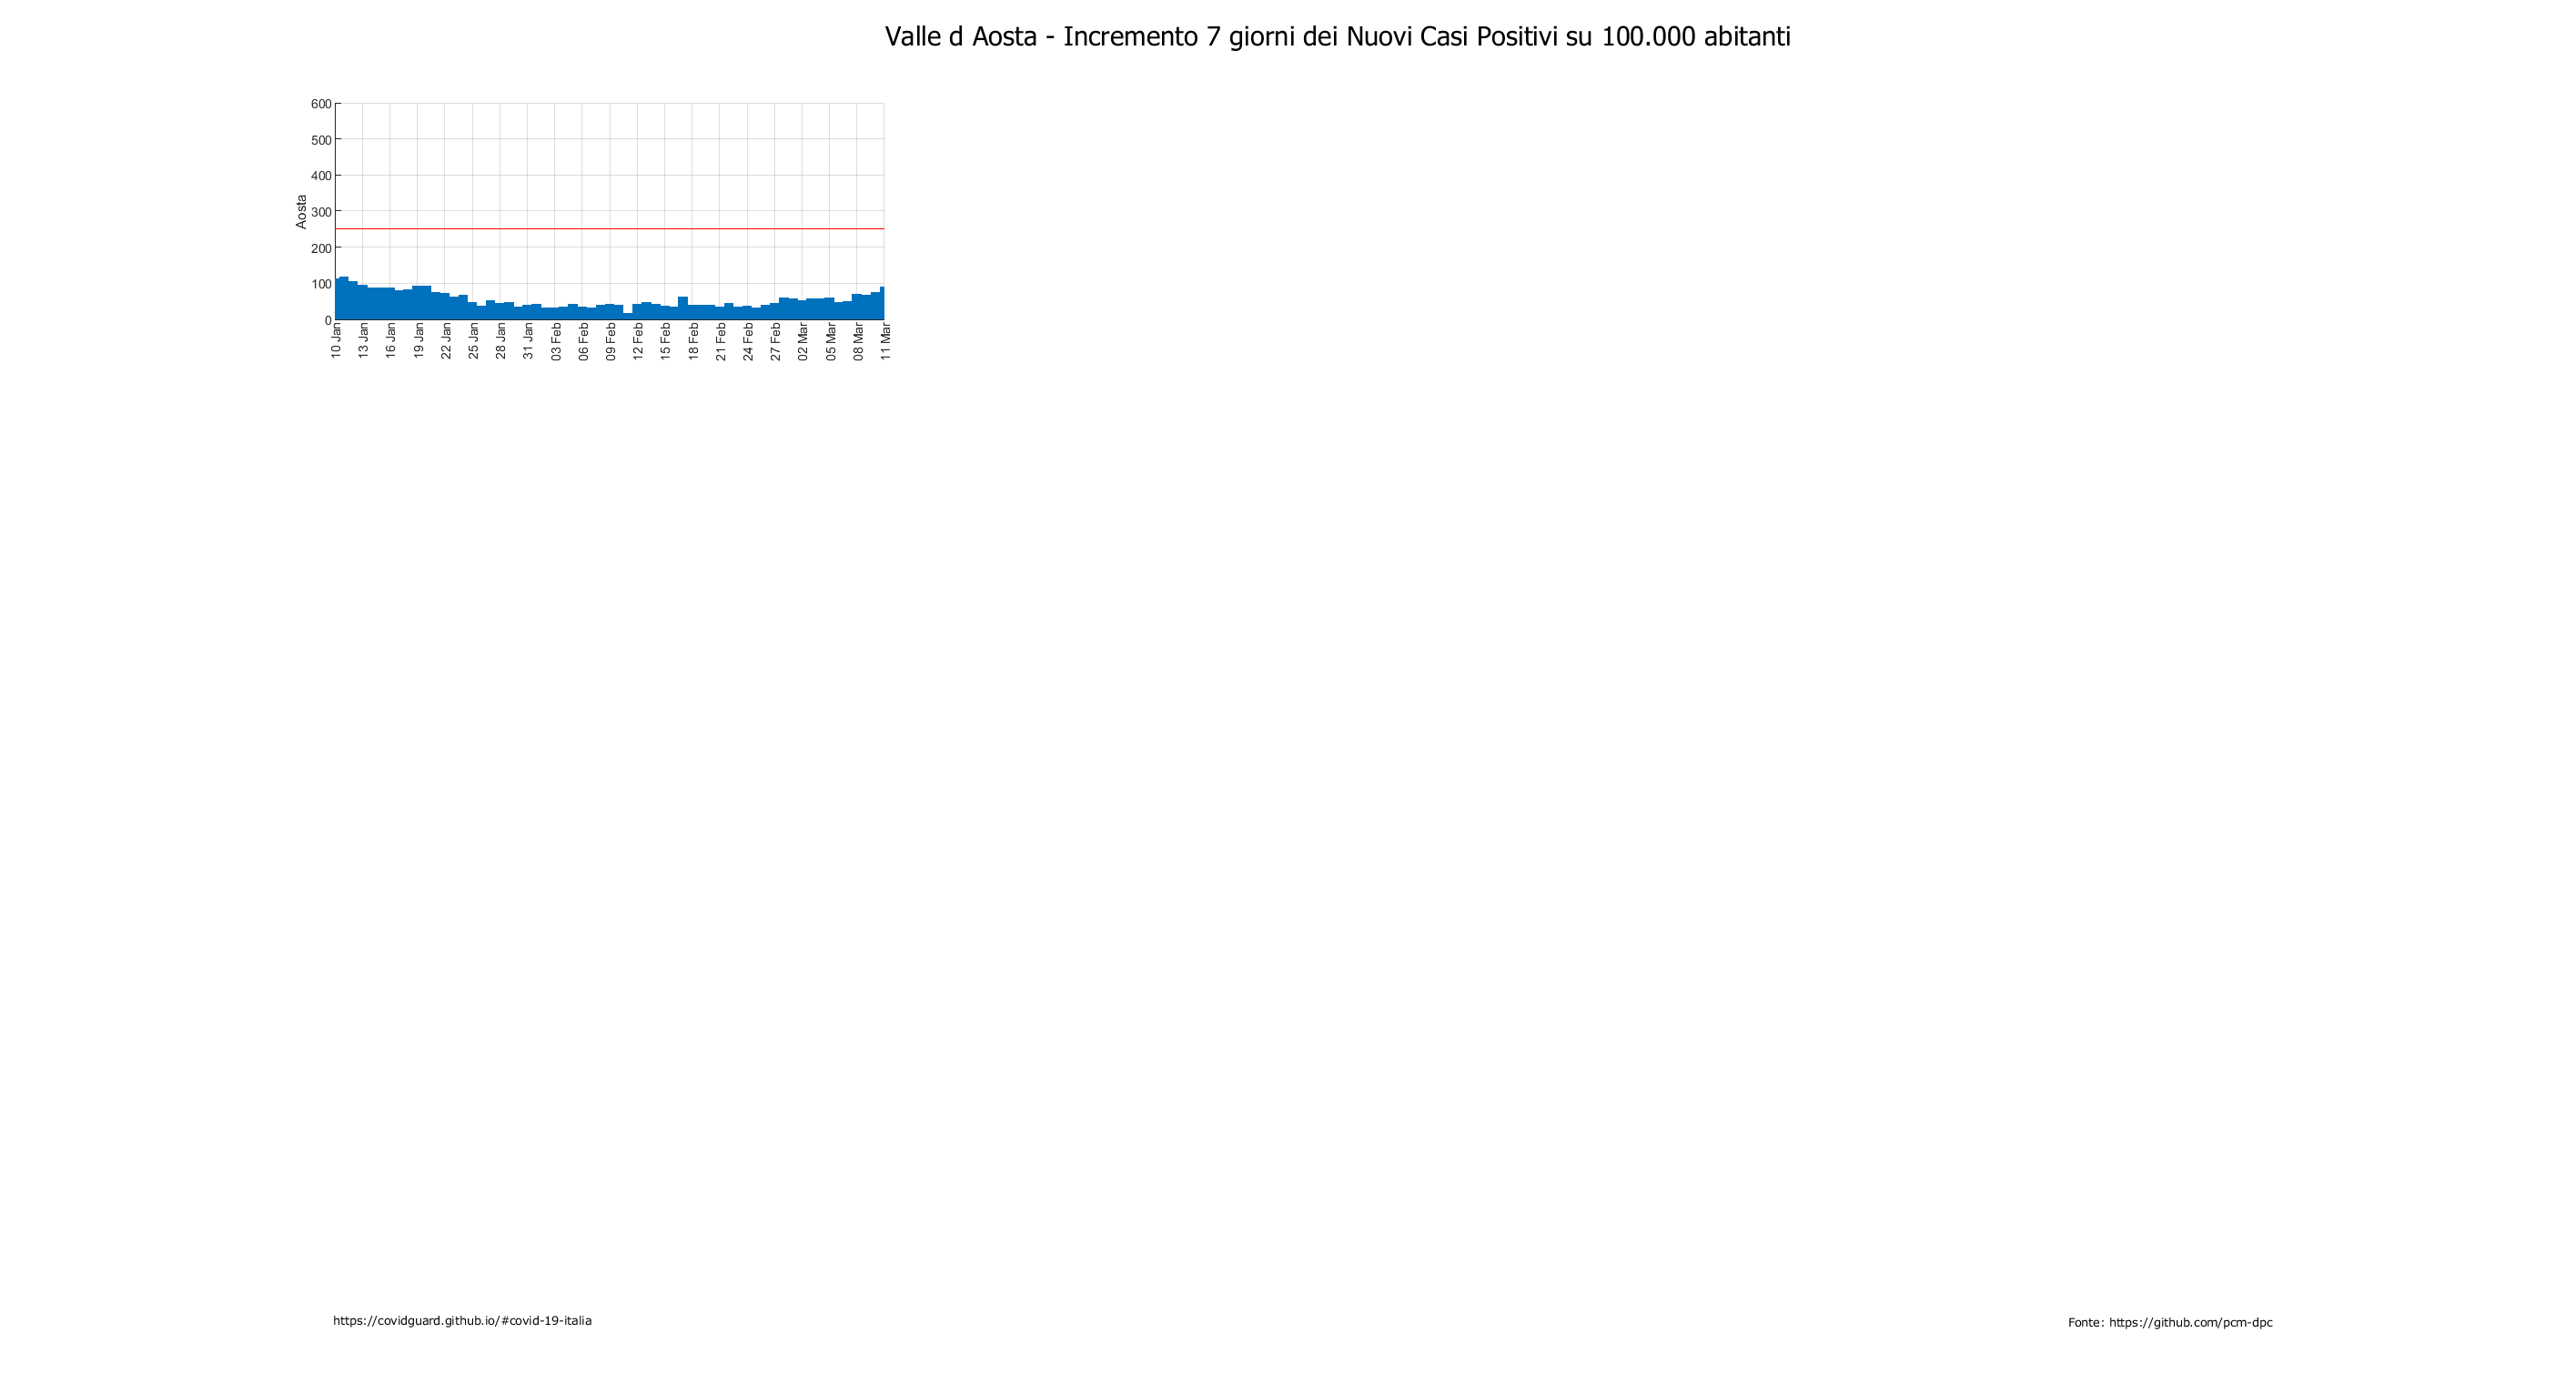 Valle d Aosta - Incremento 7 giorni dei Nuovi Casi Positivi su 100.000 abitanti
600
500
400
300
200
100
0
Aosta
10 Jan
13 Jan
16 Jan
19 Jan
22 Jan
25 Jan
28 Jan
31 Jan
03 Feb
06 Feb
09 Feb
12 Feb
15 Feb
18 Feb
21 Feb
24 Feb
27 Feb
02 Mar
05 Mar
08 Mar
11 Mar
https://covidguard.github.io/#covid-19-italia
Fonte: https://github.com/pcm-dpc